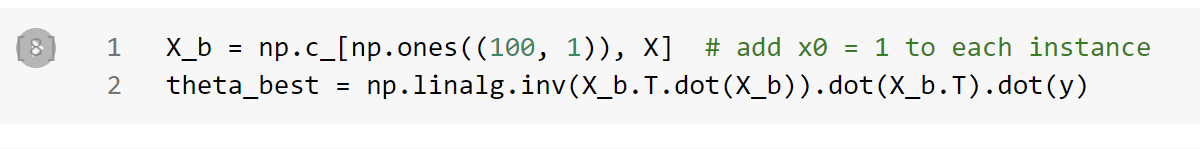 [8] 1 X_b = np.c_[np.ones((100, 1)), X]  # add x0 = 1 to each instance
2 theta_best = np.linalg.inv(X_b.T.dot(X_b)).dot(X_b.T).dot(y)